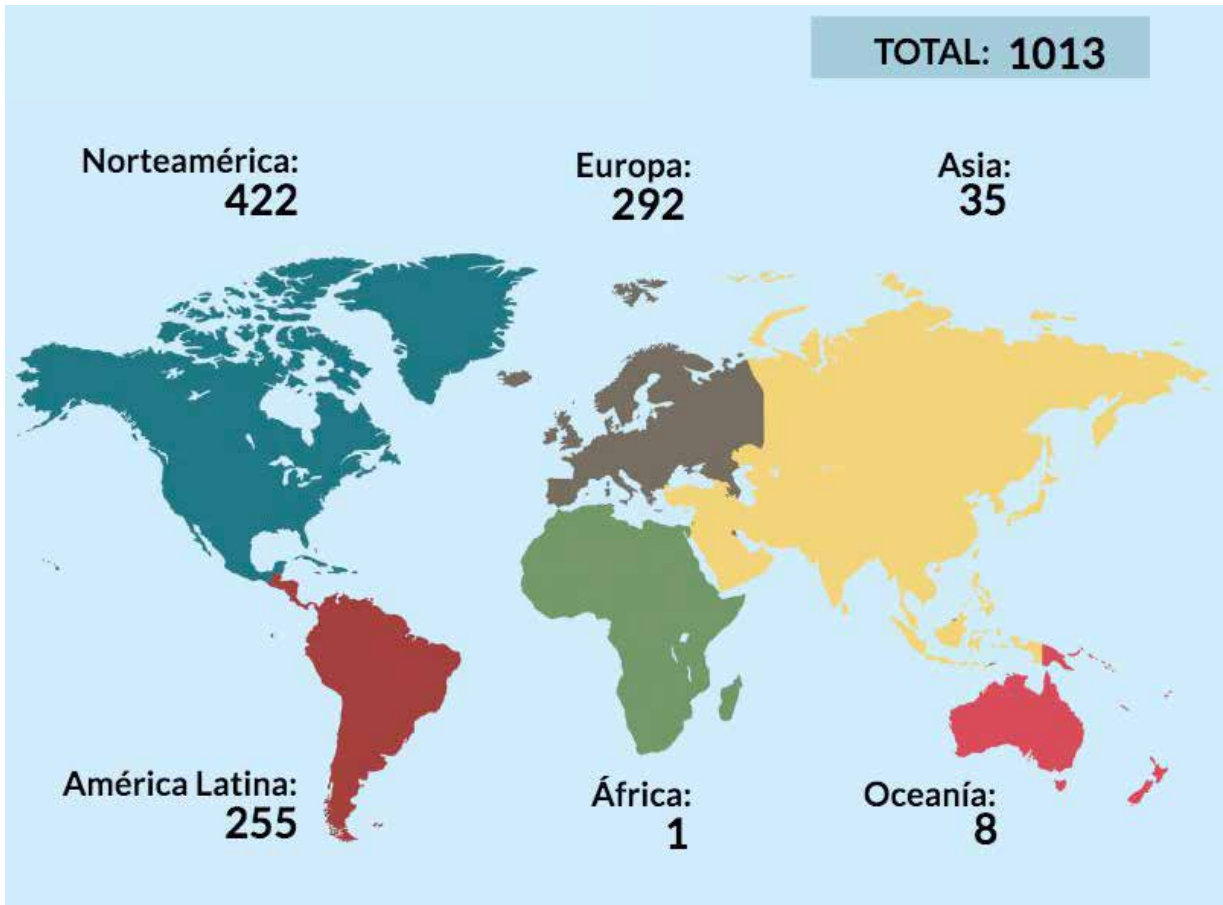 TOTAL: 1013
Norteamérica:
422
Europa:
292
Asia:
35
América Latina:
255
África:
1
Oceanía:
8